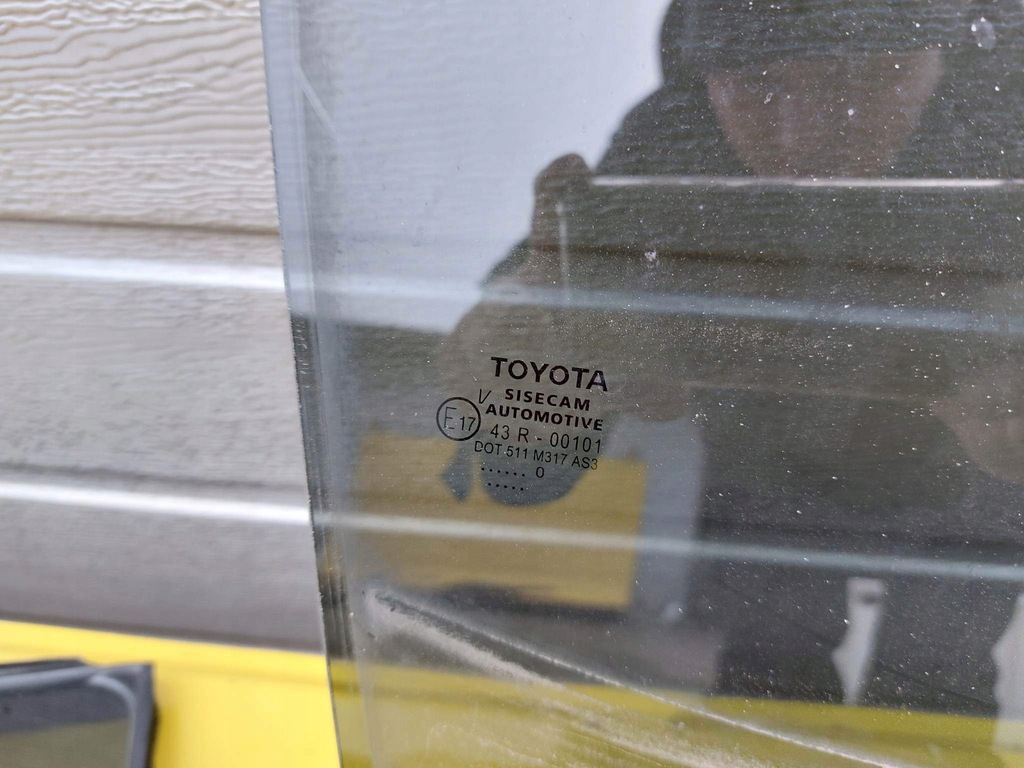 TOYOTA
V SISECAM
AUTOMOTIVE
E17 43 R - 00101
DOT 511 M317 AS3
...... 0
.....